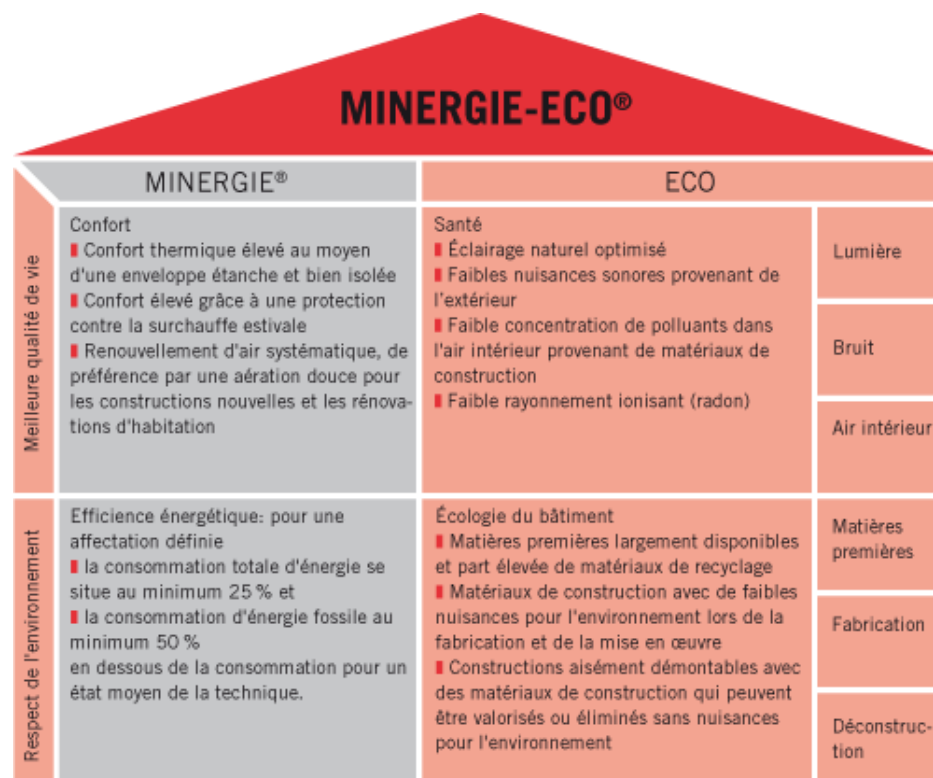 MINERGIE-ECO®
MINERGIE®
ECO
Meilleure qualité de vie
Confort
Confort thermique élevé au moyen
d'une enveloppe étanche et bien isolée
Confort élevé grâce à une protection
contre la surchauffe estivale
Renouvellement d'air systématique, de
préférence par une aération douce pour
les constructions nouvelles et les rénova-
tions d'habitation
Santé
Éclairage naturel optimisé
Faibles nuisances sonores provenant de
l'extérieur
Faible concentration de polluants dans
l'air intérieur provenant de matériaux de
construction
Faible rayonnement ionisant (radon)
Lumière
Bruit
Air intérieur
Respect de l'environnement
Efficience énergétique: pour une
affectation définie
la consommation totale d'énergie se
situe au minimum 25 % et
la consommation d'énergie fossile au
minimum 50 %
en dessous de la consommation pour un
état moyen de la technique.
Écologie du bâtiment
Matières premières largement disponibles
et part élevée de matériaux de recyclage
Matériaux de construction avec de faibles
nuisances pour l'environnement lors de la
fabrication et de la mise en œuvre
Constructions aisément démontables avec
des matériaux de construction qui peuvent
être valorisés ou éliminés sans nuisances
pour l'environnement
Matières
premières
Fabrication
Déconstruc-
tion